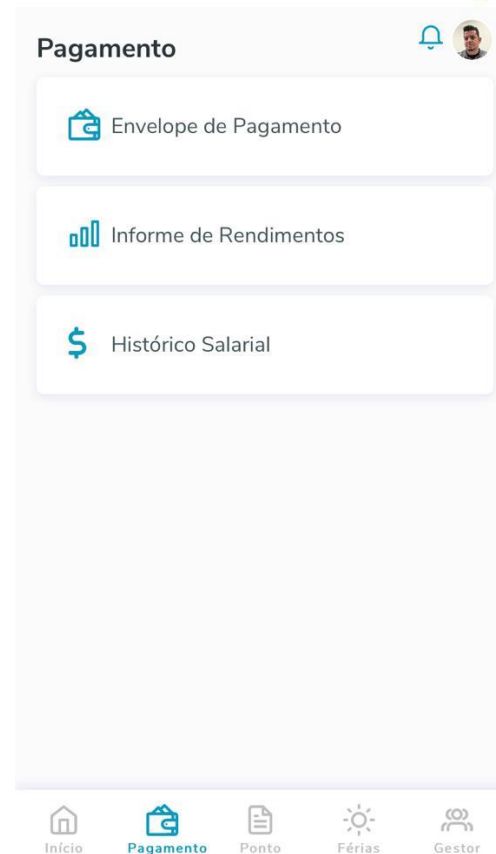 Pagamento
Envelope de Pagamento
Informe de Rendimentos
Histórico Salarial
Início Pagamento Ponto Férias Gestor